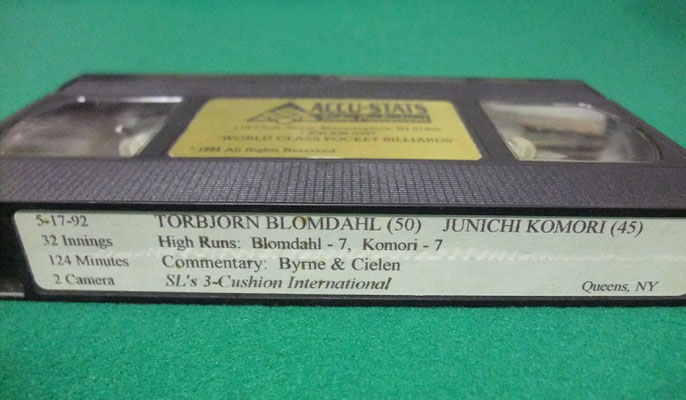 ACCU-STATS
Video Productions
"WORLD CLASS POCKET BILLIARDS"
All Rights Reserved
5-17-92 TORBJORN BLOMDAHL (50) JUNICHI KOMORI (45)
32 Innings High Runs: Blomdahl - 7, Komori - 7
124 Minutes Commentary: Byrne & Cielen
2 Camera SL's 3-Cushion International Queens, NY